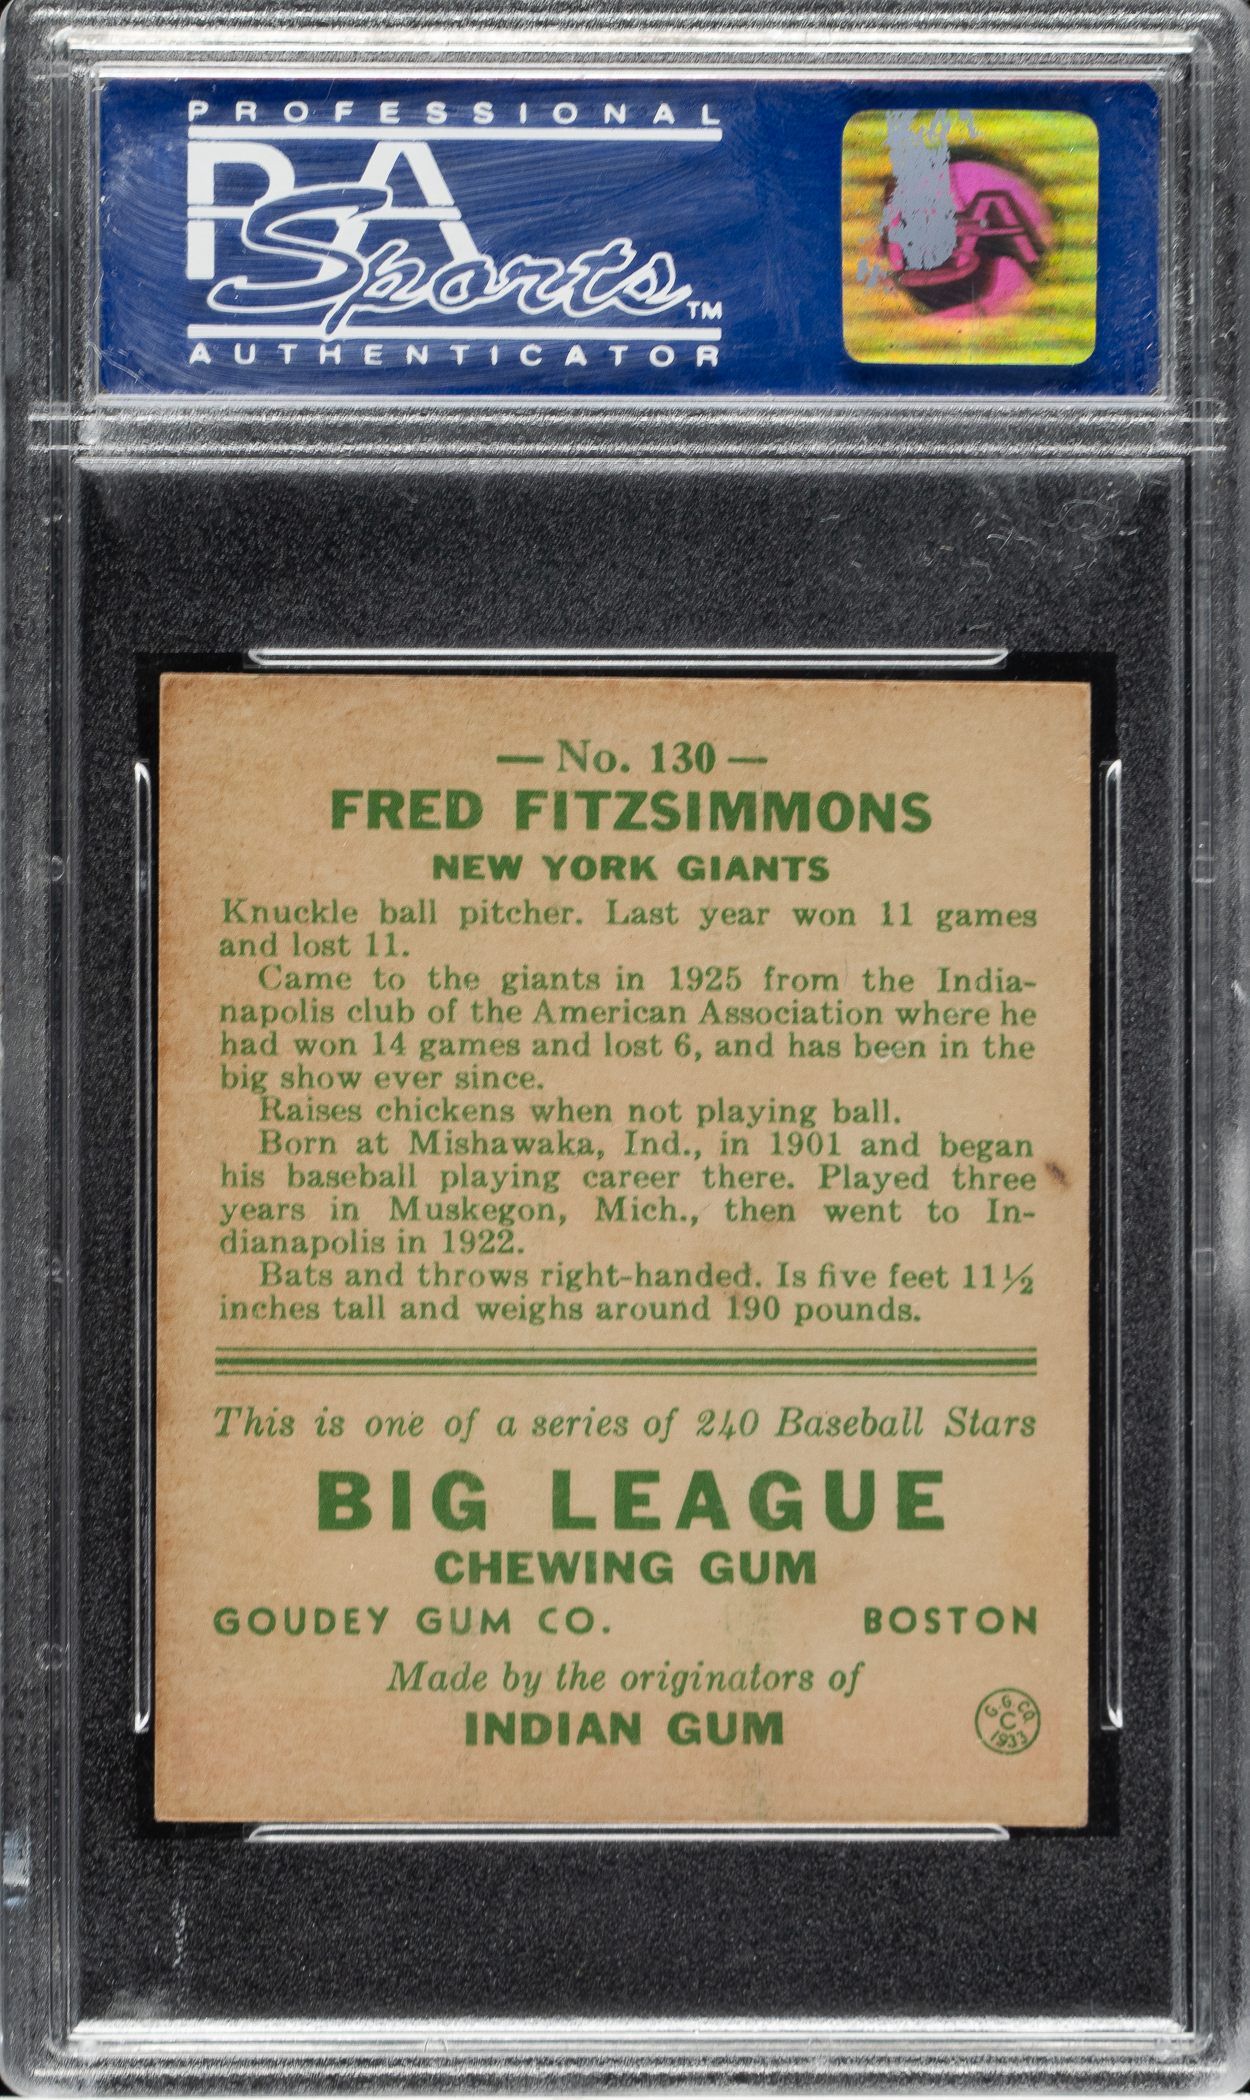 PROFESSIONAL
PSA
Sports™
AUTHENTICATOR
— No. 130 —
FRED FITZSIMMONS
NEW YORK GIANTS
Knuckle ball pitcher. Last year won 11 games
and lost 11.
Came to the giants in 1925 from the India-
napolis club of the American Association where he
had won 14 games and lost 6, and has been in the
big show ever since.
Raises chickens when not playing ball.
Born at Mishawaka, Ind., in 1901 and began
his baseball playing career there. Played three
years in Muskegon, Mich., then went to In-
dianapolis in 1922.
Bats and throws right-handed. Is five feet 11½
inches tall and weighs around 190 pounds.
This is one of a series of 240 Baseball Stars
BIG LEAGUE
CHEWING GUM
GOUDEY GUM CO. BOSTON
Made by the originators of
INDIAN GUM
G. G. CO.
C
1933